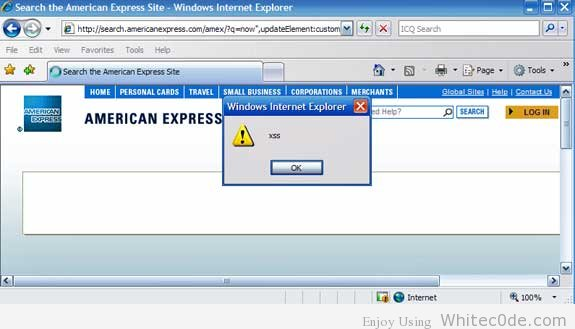 Search the American Express Site - Windows Internet Explorer
http://search.americanexpress.com/amex/?q=now",updateElement:custom
ICQ Search
File Edit View Favorites Tools Help
Search the American Express Site
Page Tools
HOME PERSONAL CARDS TRAVEL SMALL BUSINESS CORPORATIONS MERCHANTS
Global Sites | Help | Contact Us
AMERICAN EXPRESS
AMERICAN EXPRESS
Help?
SEARCH
LOG IN
Windows Internet Explorer
xss
OK
Internet
100%
Enjoy Using Whitec0de.com